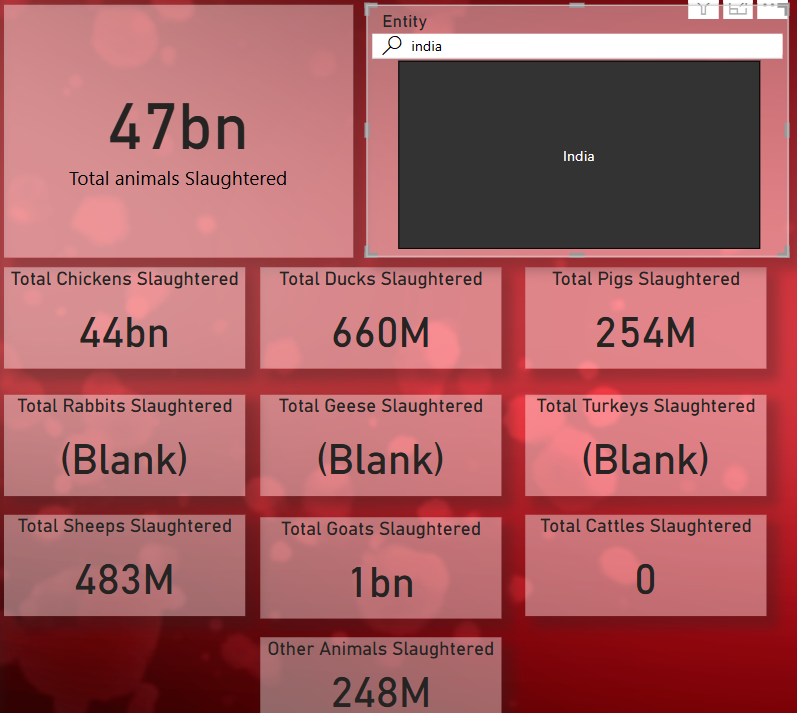 Entity
india
India
47bn
Total animals Slaughtered
Total Chickens Slaughtered
44bn
Total Ducks Slaughtered
660M
Total Pigs Slaughtered
254M
Total Rabbits Slaughtered
(Blank)
Total Geese Slaughtered
(Blank)
Total Turkeys Slaughtered
(Blank)
Total Sheeps Slaughtered
483M
Total Goats Slaughtered
1bn
Total Cattles Slaughtered
0
Other Animals Slaughtered
248M